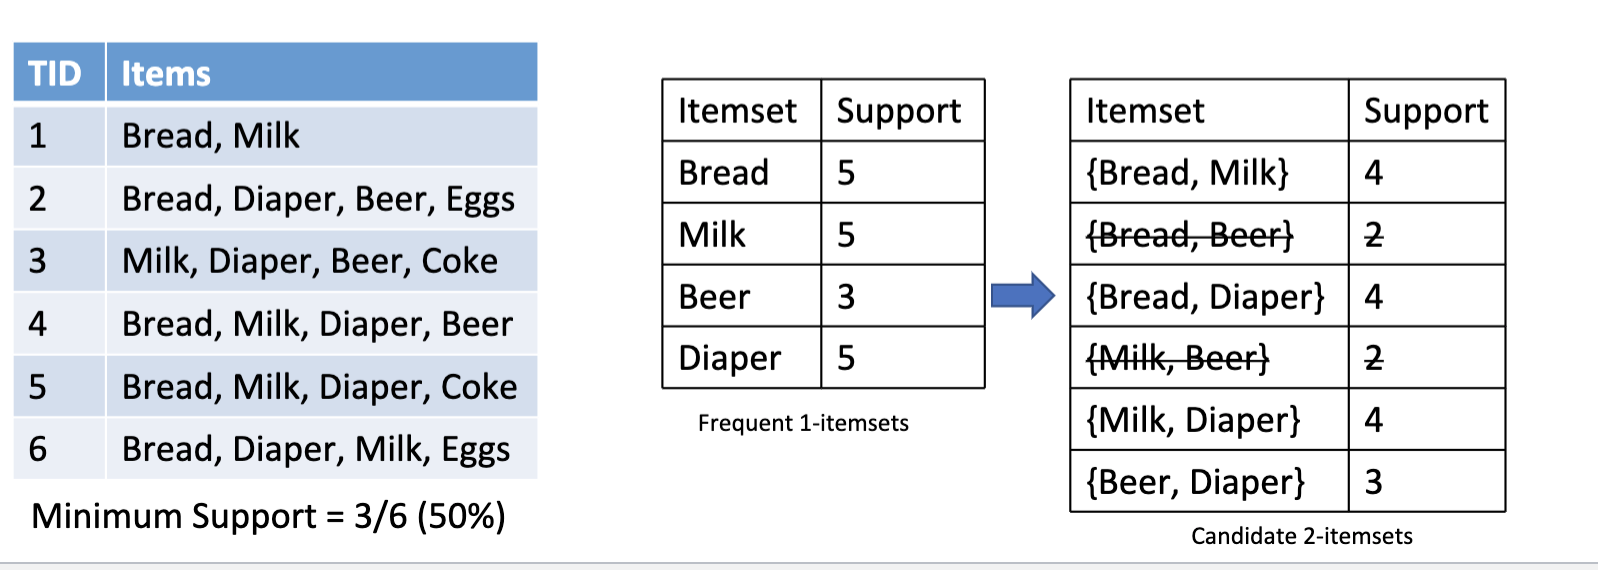 TID Items
1 Bread, Milk
2 Bread, Diaper, Beer, Eggs
3 Milk, Diaper, Beer, Coke
4 Bread, Milk, Diaper, Beer
5 Bread, Milk, Diaper, Coke
6 Bread, Diaper, Milk, Eggs
Minimum Support = 3/6 (50%)
Itemset Support
Bread 5
Milk 5
Beer 3
Diaper 5
Frequent 1-itemsets
Itemset Support
{Bread, Milk} 4
{Bread, Beer} 2
{Bread, Diaper} 4
{Milk, Beer} 2
{Milk, Diaper} 4
{Beer, Diaper} 3
Candidate 2-itemsets